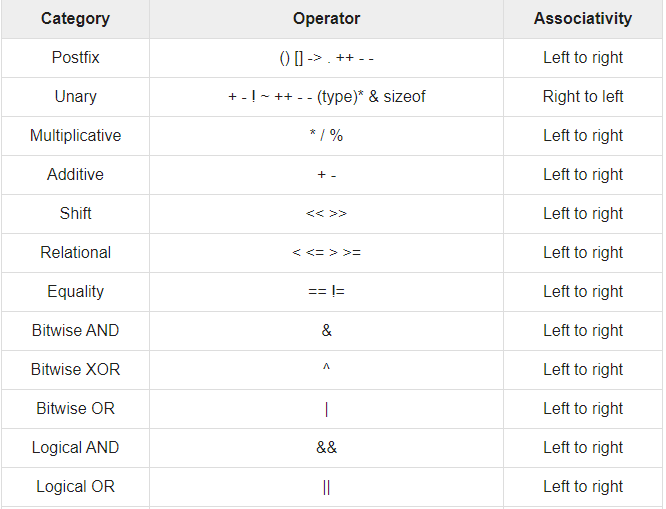 Category Operator Associativity
Postfix () [] -> . ++ - - Left to right
Unary + - ! ~ ++ - - (type)* & sizeof Right to left
Multiplicative * / % Left to right
Additive + - Left to right
Shift << >> Left to right
Relational < <= > >= Left to right
Equality == != Left to right
Bitwise AND & Left to right
Bitwise XOR ^ Left to right
Bitwise OR | Left to right
Logical AND && Left to right
Logical OR || Left to right